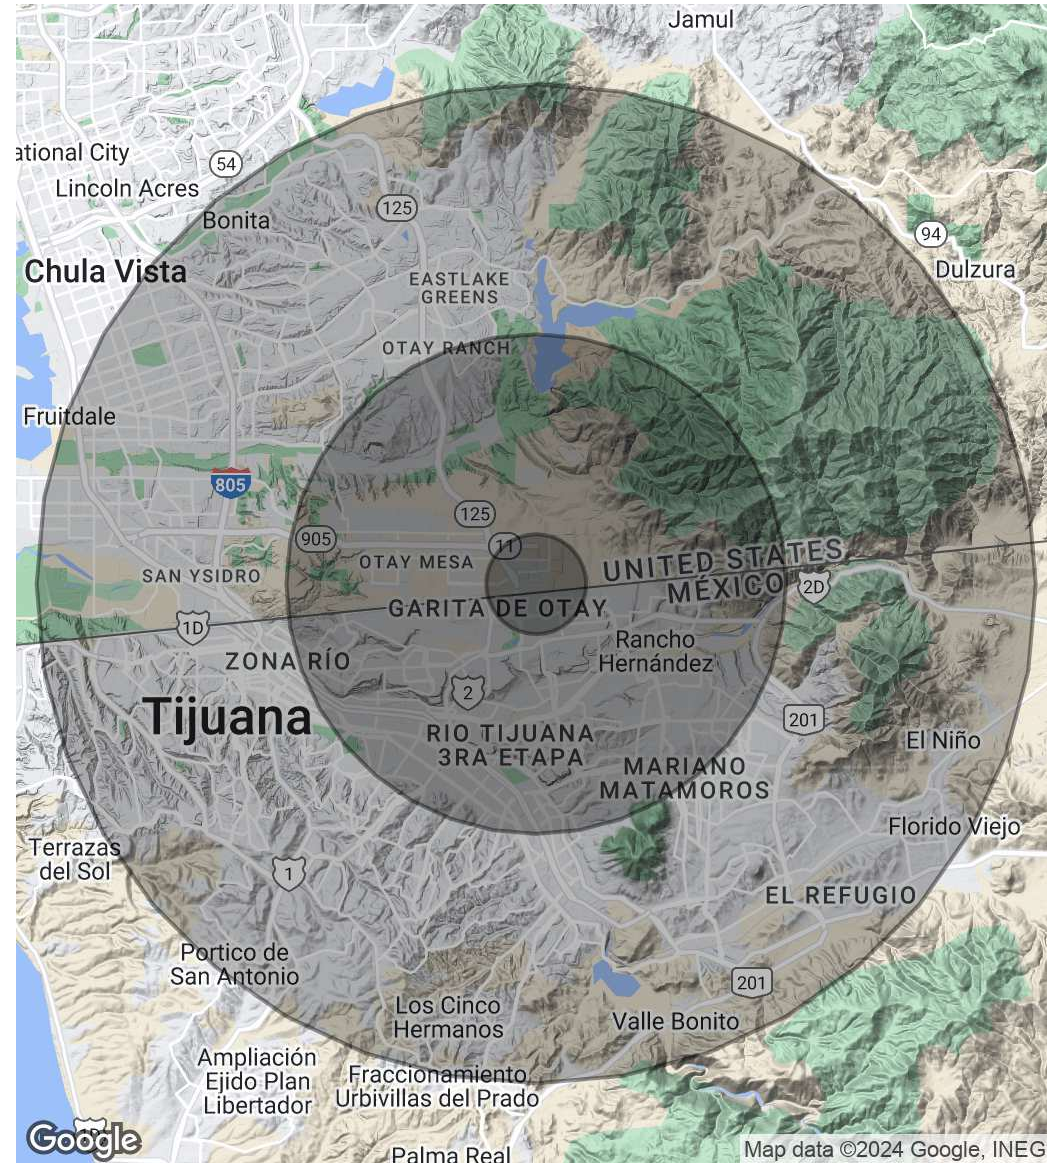 Jamul
ational City
54
Lincoln Acres
125
Bonita
94
Chula Vista
Dulzura
EASTLAKE
GREENS
OTAY RANCH
Fruitdale
805
125
905
11
OTAY MESA
UNITED STATES
MÉXICO
SAN YSIDRO
2D
GARITA DE OTAY
1D
Rancho
Hernández
ZONA RÍO
2
Tijuana
201
RIO TIJUANA
3RA ETAPA
El Niño
MARIANO
MATAMOROS
Florido Viejo
Terrazas
del Sol
1
EL REFUGIO
Portico de
San Antonio
201
Los Cinco
Hermanos
Valle Bonito
Ampliación
Ejido Plan
Libertador
Fraccionamiento
Urbivillas del Prado
Google
Palma Real
Map data ©2024 Google, INEG